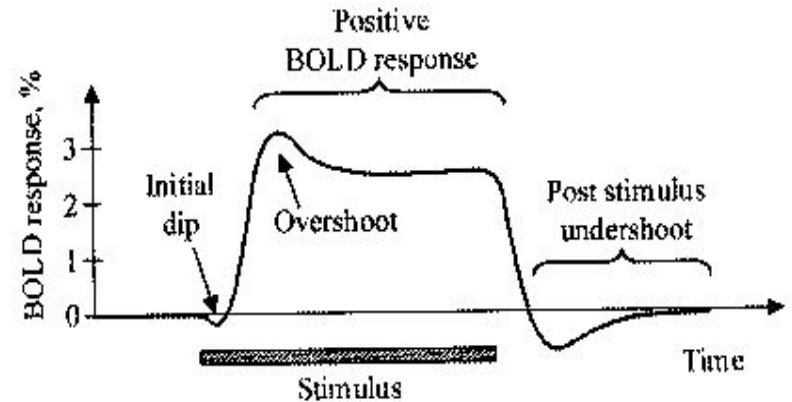 Positive
BOLD response
BOLD response, %
3
2
1
0
Initial
dip
Overshoot
Post stimulus
undershoot
Time
Stimulus